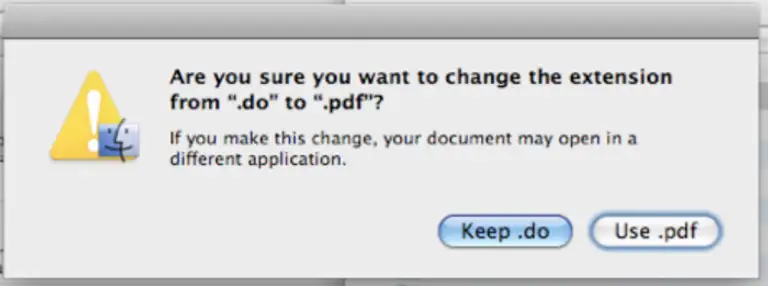 Are you sure you want to change the extension
from “.do” to “.pdf”?
If you make this change, your document may open in a
different application.
Keep .do
Use .pdf